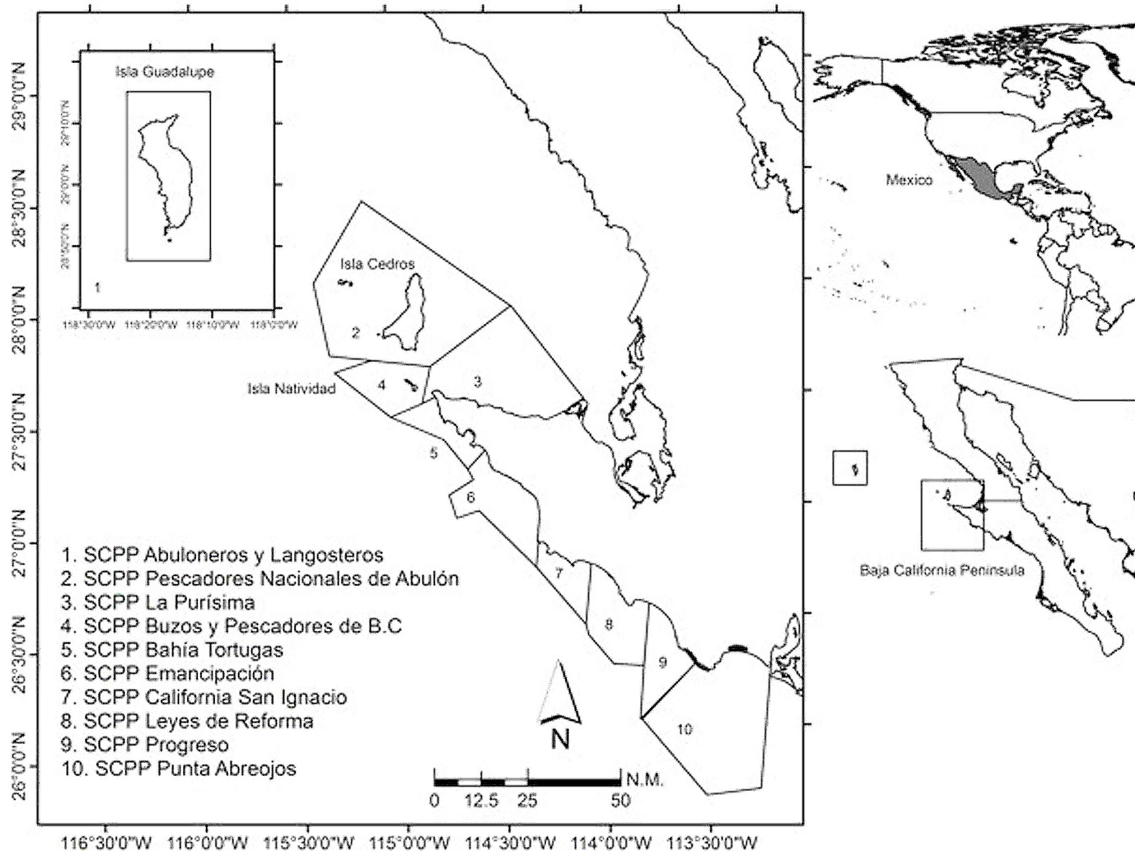 Isla Guadalupe
29°10'0"N
29°0'0"N
28°50'0"N
1
118°30'0"W
118°20'0"W
118°10'0"W
118°0'0"W
29°0'0"N
28°30'0"N
28°0'0"N
27°30'0"N
27°0'0"N
26°30'0"N
26°0'0"N
Isla Cedros
2
Isla Natividad
4
3
5
6
7
8
9
10
1. SCPP Abuloneros y Langosteros
2. SCPP Pescadores Nacionales de Abulón
3. SCPP La Purísima
4. SCPP Buzos y Pescadores de B.C
5. SCPP Bahía Tortugas
6. SCPP Emancipación
7. SCPP California San Ignacio
8. SCPP Leyes de Reforma
9. SCPP Progreso
10. SCPP Punta Abreojos
N
N.M.
0 12.5 25 50
116°30'0"W
116°0'0"W
115°30'0"W
115°0'0"W
114°30'0"W
114°0'0"W
113°30'0"W
Mexico
Baja California Peninsula